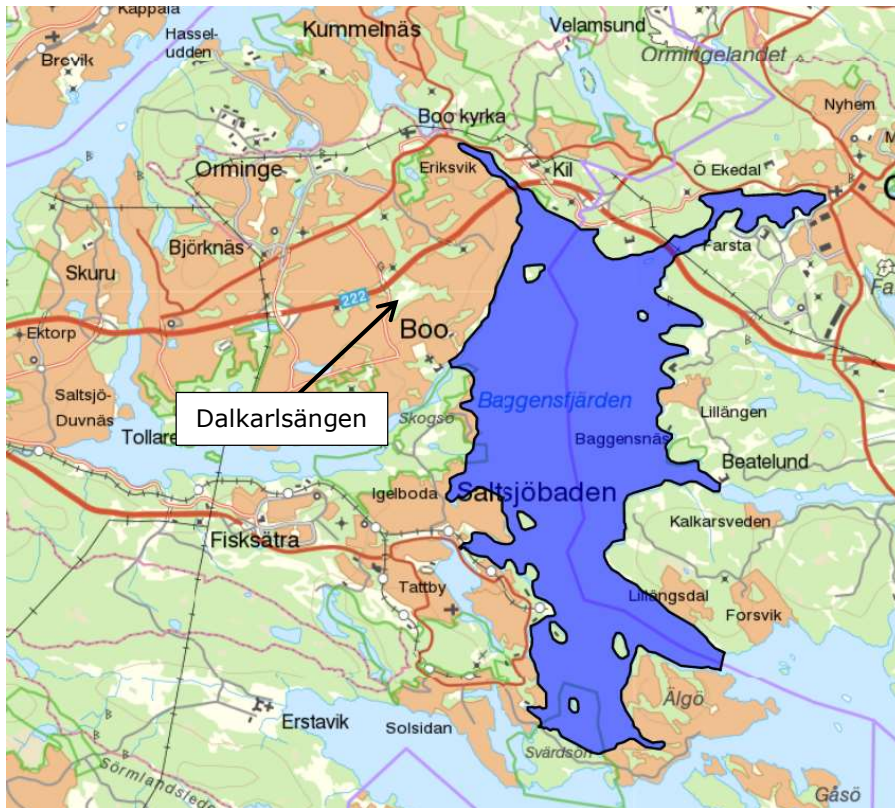 Kappala
Hassel-
udden
Kummelnäs
Velamsund
Ormingelandet
Brevik
Nyhem
Boo kyrka
Orminge
Eriksvik
Kil
Ö Ekedal
Björknäs
Skuru
Farsta
222
Ektorp
Boo
Saltsjö-
Duvnäs
Dalkarlsängen
Skogsö
Baggensfjärden
Lillängen
Baggensnäs
Beatelund
Igelboda
Saltsjöbaden
Fisksätra
Kalkarsveden
Tattby
Lillängsdal
Forsvik
Älgö
Erstavik
Solsidan
Svärdsön
Gåsö